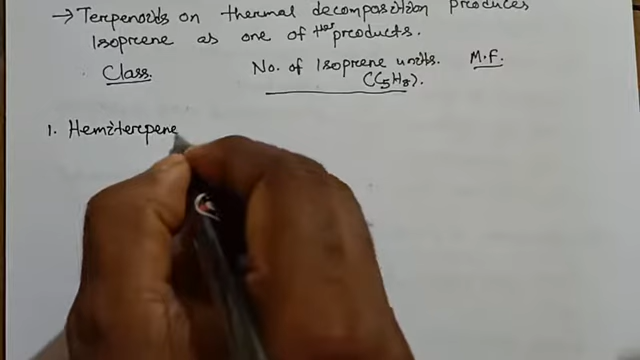 → Terpenoids on thermal decomposition produces
Isoprene as one of the products.
Class. No. of Isoprene units. M.F.
(C5H8).
1. Hemiterpene